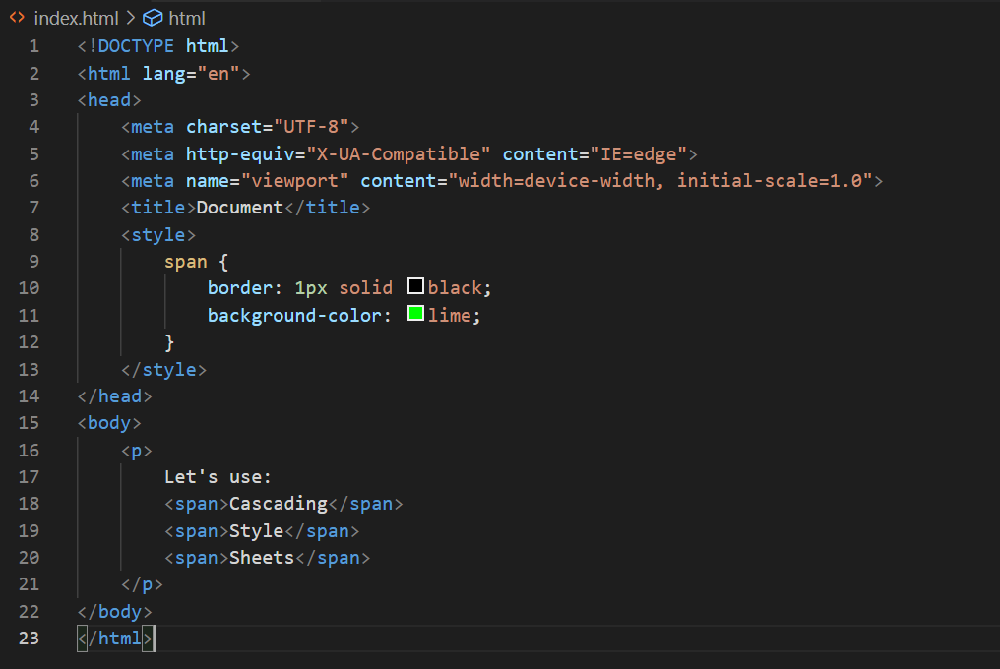 index.html > html
1 <!DOCTYPE html>
2 <html lang="en">
3 <head>
4     <meta charset="UTF-8">
5     <meta http-equiv="X-UA-Compatible" content="IE=edge">
6     <meta name="viewport" content="width=device-width, initial-scale=1.0">
7     <title>Document</title>
8     <style>
9         span {
10             border: 1px solid black;
11             background-color: lime;
12         }
13     </style>
14 </head>
15 <body>
16     <p>
17         Let's use:
18         <span>Cascading</span>
19         <span>Style</span>
20         <span>Sheets</span>
21     </p>
22 </body>
23 </html>